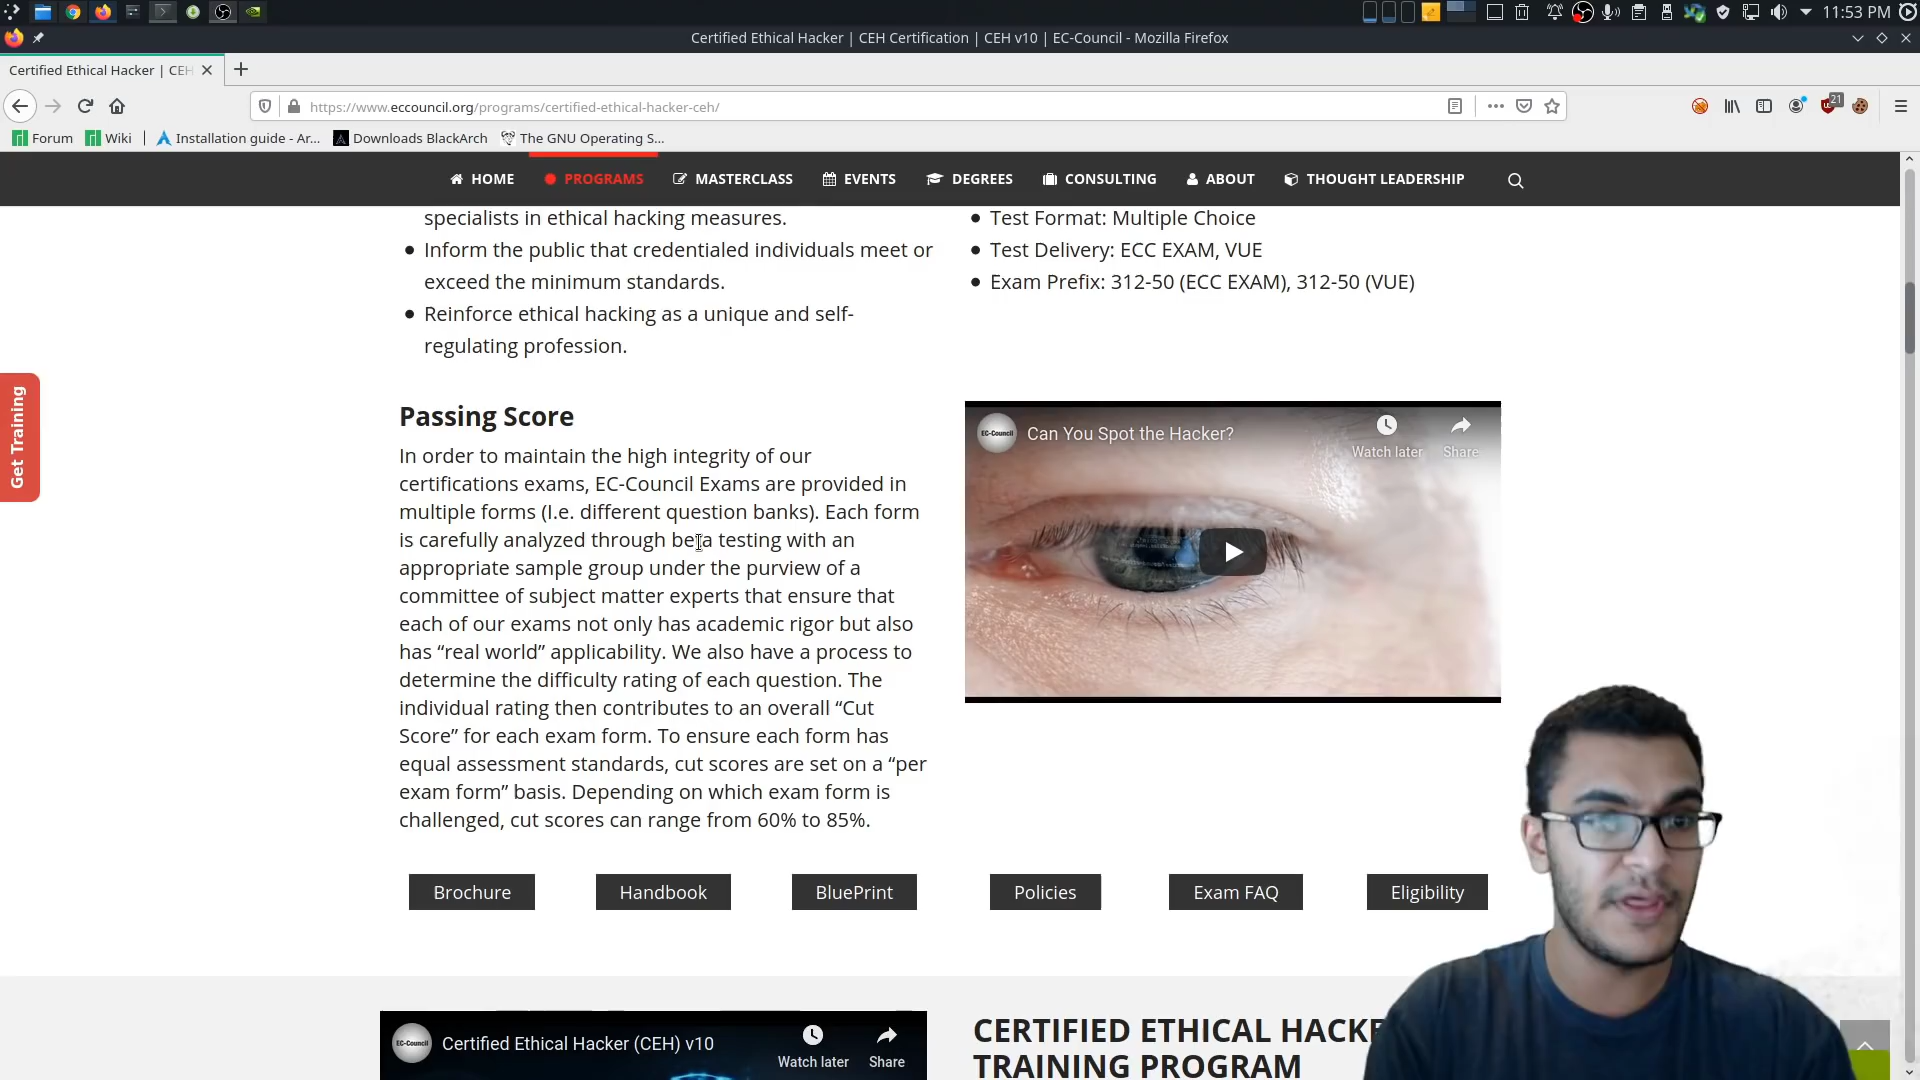 11:53 PM
Certified Ethical Hacker | CEH Certification | CEH v10 | EC-Council - Mozilla Firefox
Certified Ethical Hacker | CEH
https://www.eccouncil.org/programs/certified-ethical-hacker-ceh/
21
Forum Wiki Installation guide - Ar... Downloads BlackArch The GNU Operating S...
HOME PROGRAMS MASTERCLASS EVENTS DEGREES CONSULTING ABOUT THOUGHT LEADERSHIP
specialists in ethical hacking measures.
Inform the public that credentialed individuals meet or
exceed the minimum standards.
Reinforce ethical hacking as a unique and self-
regulating profession.
Test Format: Multiple Choice
Test Delivery: ECC EXAM, VUE
Exam Prefix: 312-50 (ECC EXAM), 312-50 (VUE)
Get Training
Passing Score
In order to maintain the high integrity of our
certifications exams, EC-Council Exams are provided in
multiple forms (I.e. different question banks). Each form
is carefully analyzed through beta testing with an
appropriate sample group under the purview of a
committee of subject matter experts that ensure that
each of our exams not only has academic rigor but also
has “real world” applicability. We also have a process to
determine the difficulty rating of each question. The
individual rating then contributes to an overall “Cut
Score” for each exam form. To ensure each form has
equal assessment standards, cut scores are set on a “per
exam form” basis. Depending on which exam form is
challenged, cut scores can range from 60% to 85%.
EC-Council Can You Spot the Hacker?
Watch later Share
Brochure Handbook BluePrint Policies Exam FAQ Eligibility
EC-Council Certified Ethical Hacker (CEH) v10
Watch later Share
CERTIFIED ETHICAL HACKE
TRAINING PROGRAM